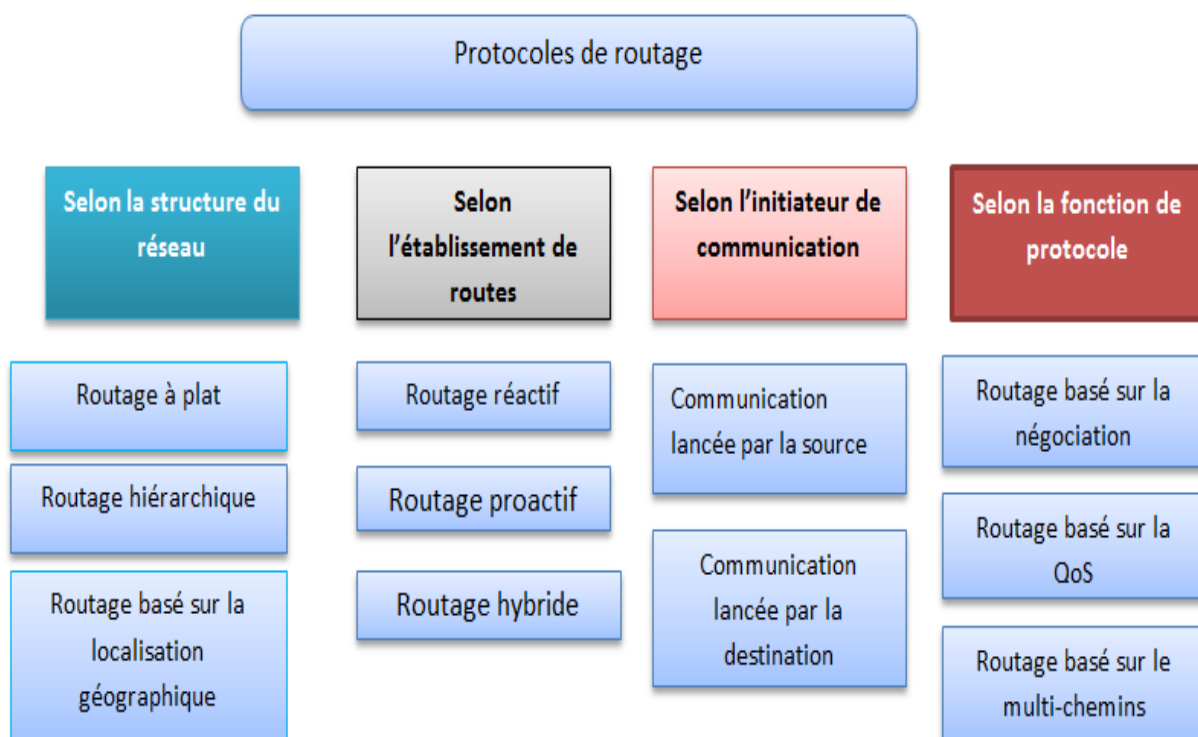 Protocoles de routage
Selon la structure du
réseau
Routage à plat
Routage hiérarchique
Routage basé sur la
localisation
géographique
Selon
l’établissement de
routes
Routage réactif
Routage proactif
Routage hybride
Selon l’initiateur de
communication
Communication
lancée par la source
Communication
lancée par la
destination
Selon la fonction de
protocole
Routage basé sur la
négociation
Routage basé sur la
QoS
Routage basé sur le
multi-chemins